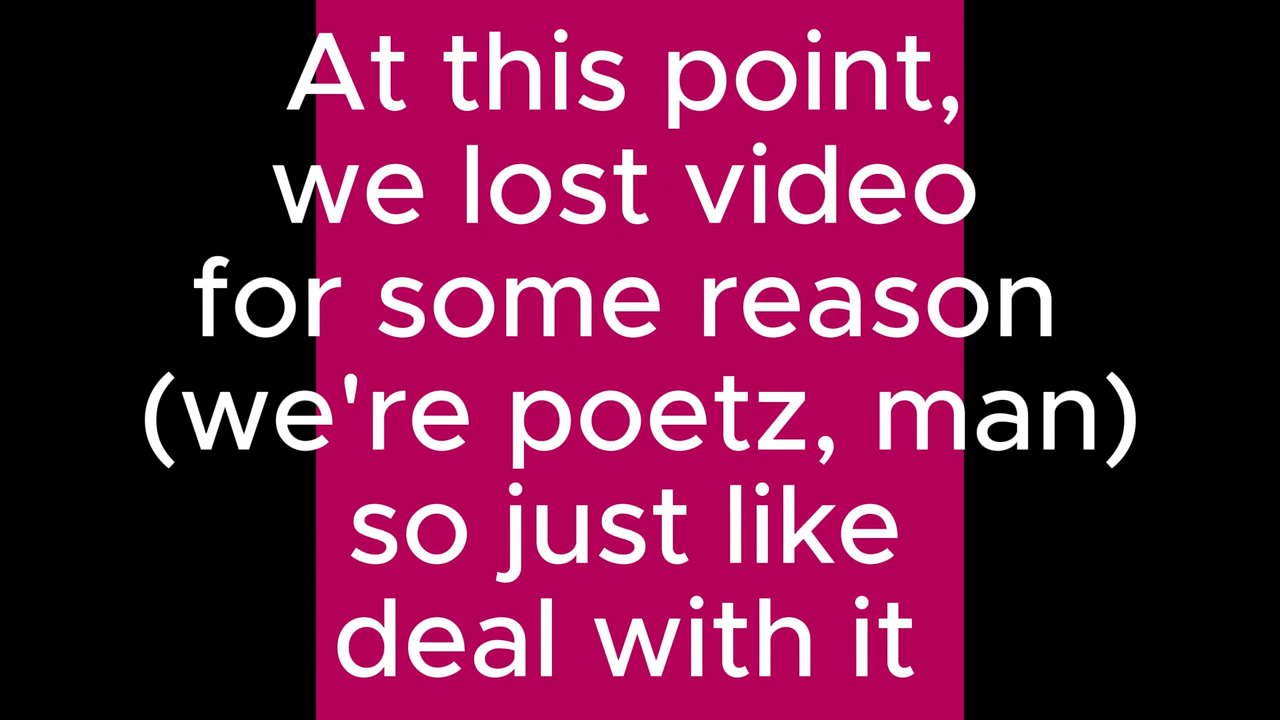 At this point,
we lost video
for some reason
(we're poetz, man)
so just like
deal with it